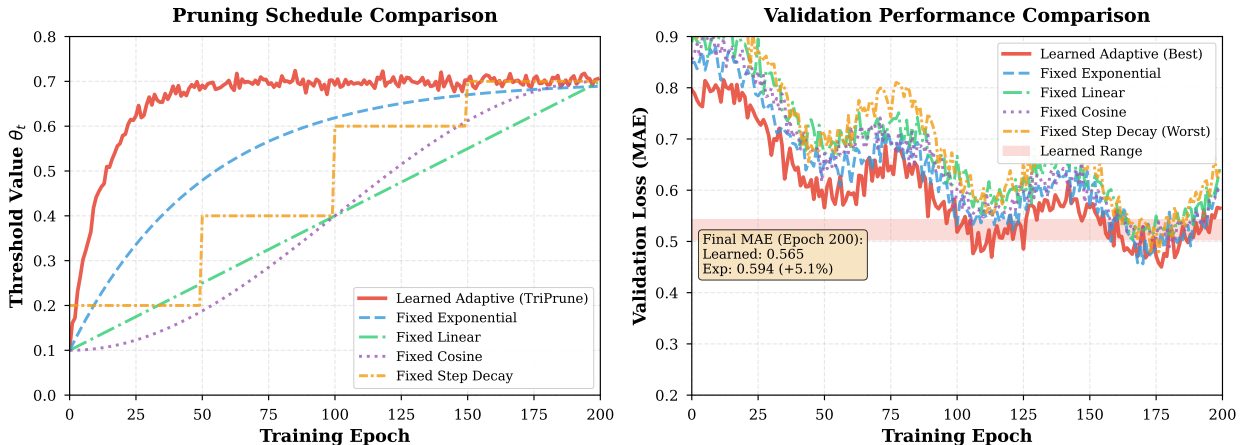 Pruning Schedule Comparison
Threshold Value θt
0.8
0.7
0.6
0.5
0.4
0.3
0.2
0.1
0.0
Learned Adaptive (TriPrune)
Fixed Exponential
Fixed Linear
Fixed Cosine
Fixed Step Decay
0 25 50 75 100 125 150 175 200
Training Epoch
Validation Performance Comparison
Validation Loss (MAE)
0.9
0.8
0.7
0.6
0.5
0.4
0.3
0.2
Learned Adaptive (Best)
Fixed Exponential
Fixed Linear
Fixed Cosine
Fixed Step Decay (Worst)
Learned Range
Final MAE (Epoch 200):
Learned: 0.565
Exp: 0.594 (+5.1%)
0 25 50 75 100 125 150 175 200
Training Epoch